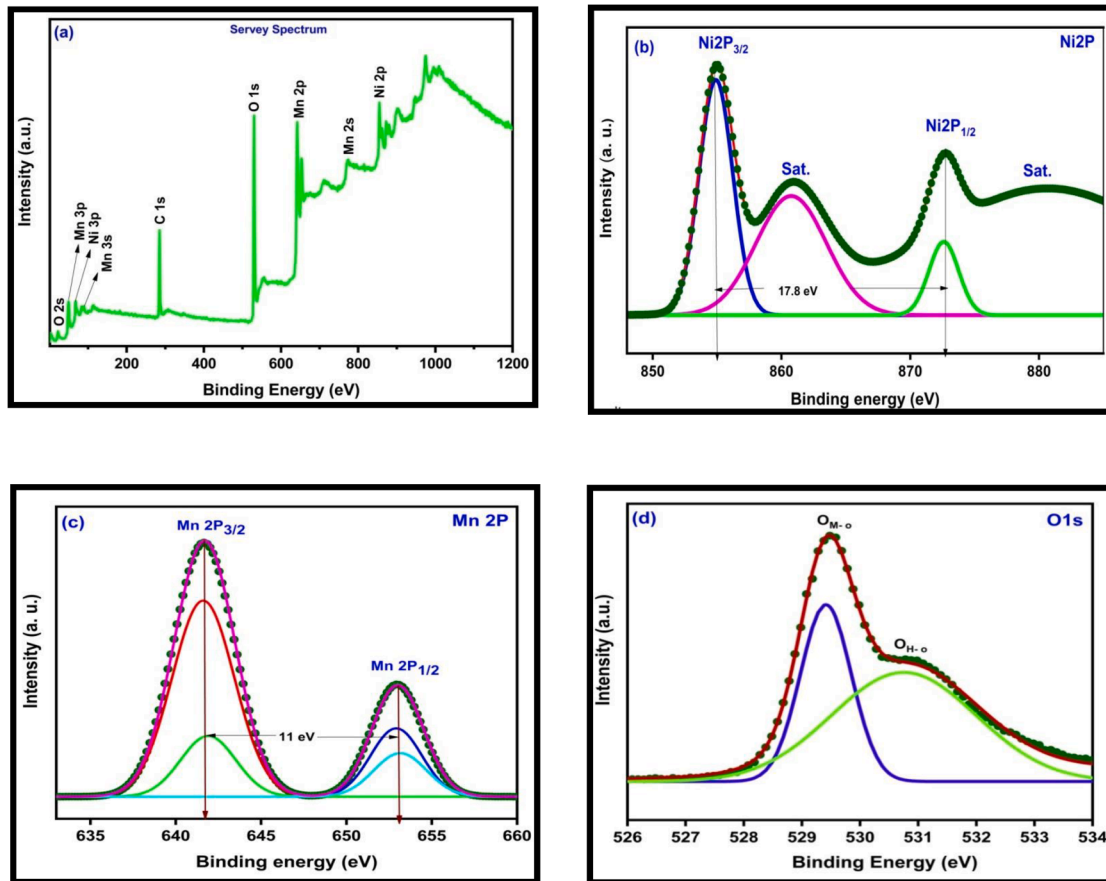 (a)
Servey Spectrum
O 2s
Mn 3p
Ni 3p
Mn 3s
C 1s
O 1s
Mn 2p
Mn 2s
Ni 2p
Intensity (a.u.)
200 400 600 800 1000 1200
Binding Energy (eV)
(b)
Ni2P3/2
Ni2P
Ni2P1/2
Sat.
Sat.
17.8 eV
Intensity (a. u.)
850 860 870 880
Binding energy (eV)
(c)
Mn 2P
Mn 2P3/2
Mn 2P1/2
11 eV
Intensity (a. u.)
635 640 645 650 655 660
Binding energy (eV)
(d)
O1s
OM- o
OH- o
Intensity (a.u.)
526 527 528 529 530 531 532 533 534
Binding Energy (eV)